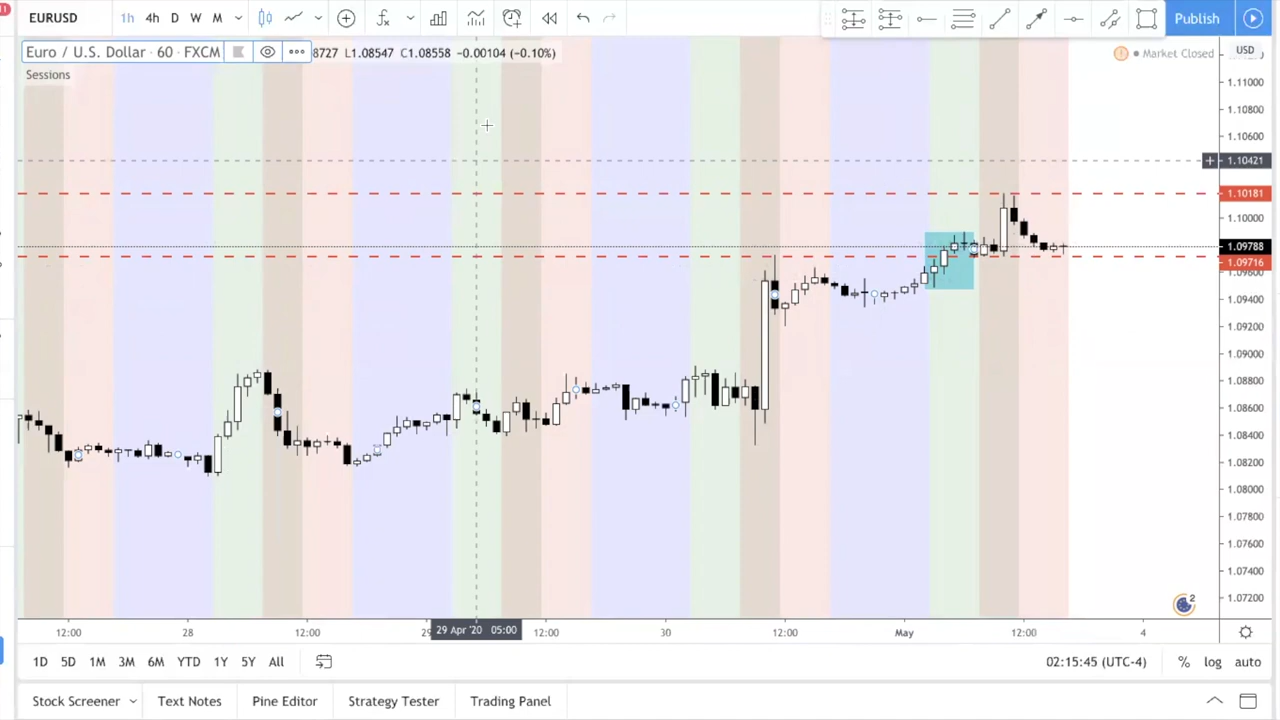 EURUSD 1h 4h D W M Publish
Euro / U.S. Dollar · 60 · FXCM 8727 L1.08547 C1.08558 −0.00104 (−0.10%)
Market Closed
USD
Sessions
1.11000
1.10800
1.10600
1.10421
1.10181
1.10000
1.09788
1.09716
1.09400
1.09200
1.09000
1.08800
1.08600
1.08400
1.08200
1.08000
1.07800
1.07600
1.07400
1.07200
2
12:00 28 12:00 29 29 Apr '20 05:00 12:00 30 12:00 May 12:00 4
1D 5D 1M 3M 6M YTD 1Y 5Y All 02:15:45 (UTC-4) % log auto
Stock Screener Text Notes Pine Editor Strategy Tester Trading Panel